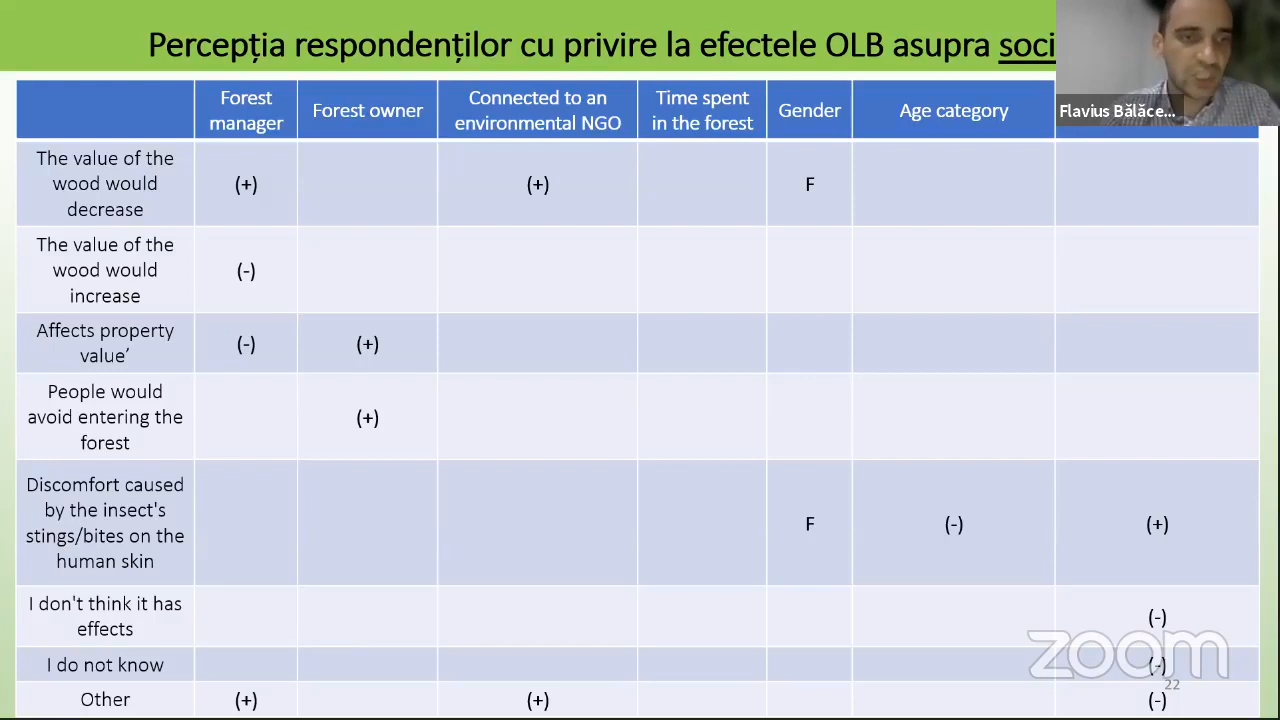 Percepția respondenților cu privire la efectele OLB asupra soci
Flavius Bălăce...
Forest
manager
Forest owner
Connected to an
environmental NGO
Time spent
in the forest
Gender
Age category
The value of the
wood would
decrease
(+)
(+)
F
The value of the
wood would
increase
(-)
Affects property
value’
(-)
(+)
People would
avoid entering the
forest
(+)
Discomfort caused
by the insect's
stings/bites on the
human skin
F
(-)
(+)
I don't think it has
effects
(-)
I do not know
(-)
Other
(+)
(+)
(-)
zoom
22